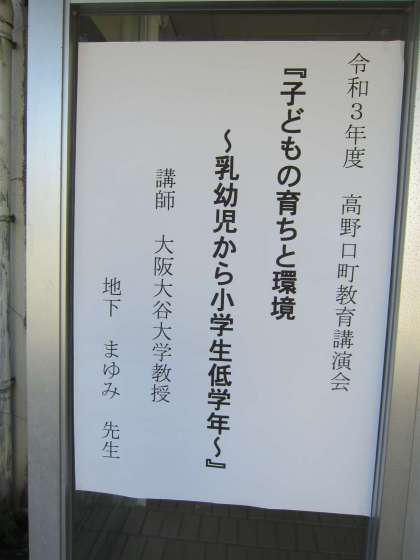 令和3年度　高野口町教育講演会
『子どもの育ちと環境
～乳幼児から小学生低学年～』
講師　大阪大谷大学教授
地下　まゆみ　先生